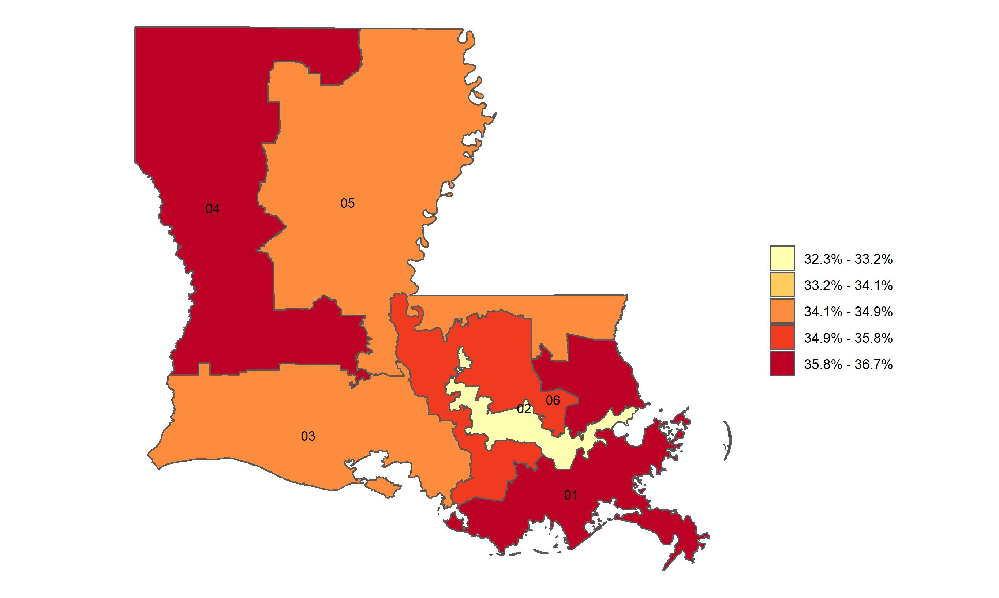 04
05
06
02
03
01
32.3% - 33.2%
33.2% - 34.1%
34.1% - 34.9%
34.9% - 35.8%
35.8% - 36.7%